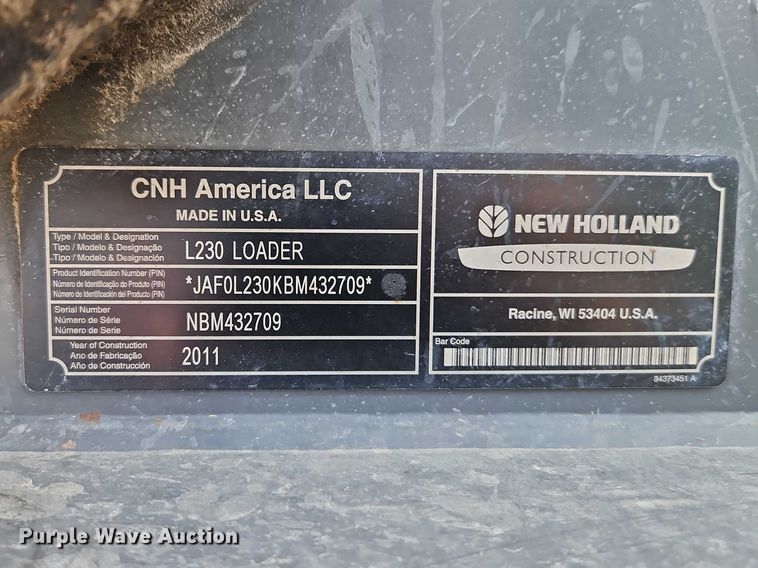 CNH America LLC
MADE IN U.S.A.
Type / Model & Designation
Tipo / Modelo & Designação
Tipo / Modelo & Designación
L230 LOADER
Product Identification Number (PIN)
Número de Identificação do Produto (PIN)
Número de Identificación del Producto (PIN)
*JAF0L230KBM432709*
Serial Number
Número de Série
Número de Serie
NBM432709
Year of Construction
Ano de Fabricação
Año de Construcción
2011
NEW HOLLAND
CONSTRUCTION
Racine, WI 53404 U.S.A.
Bar Code
84373451 A
Purple Wave Auction